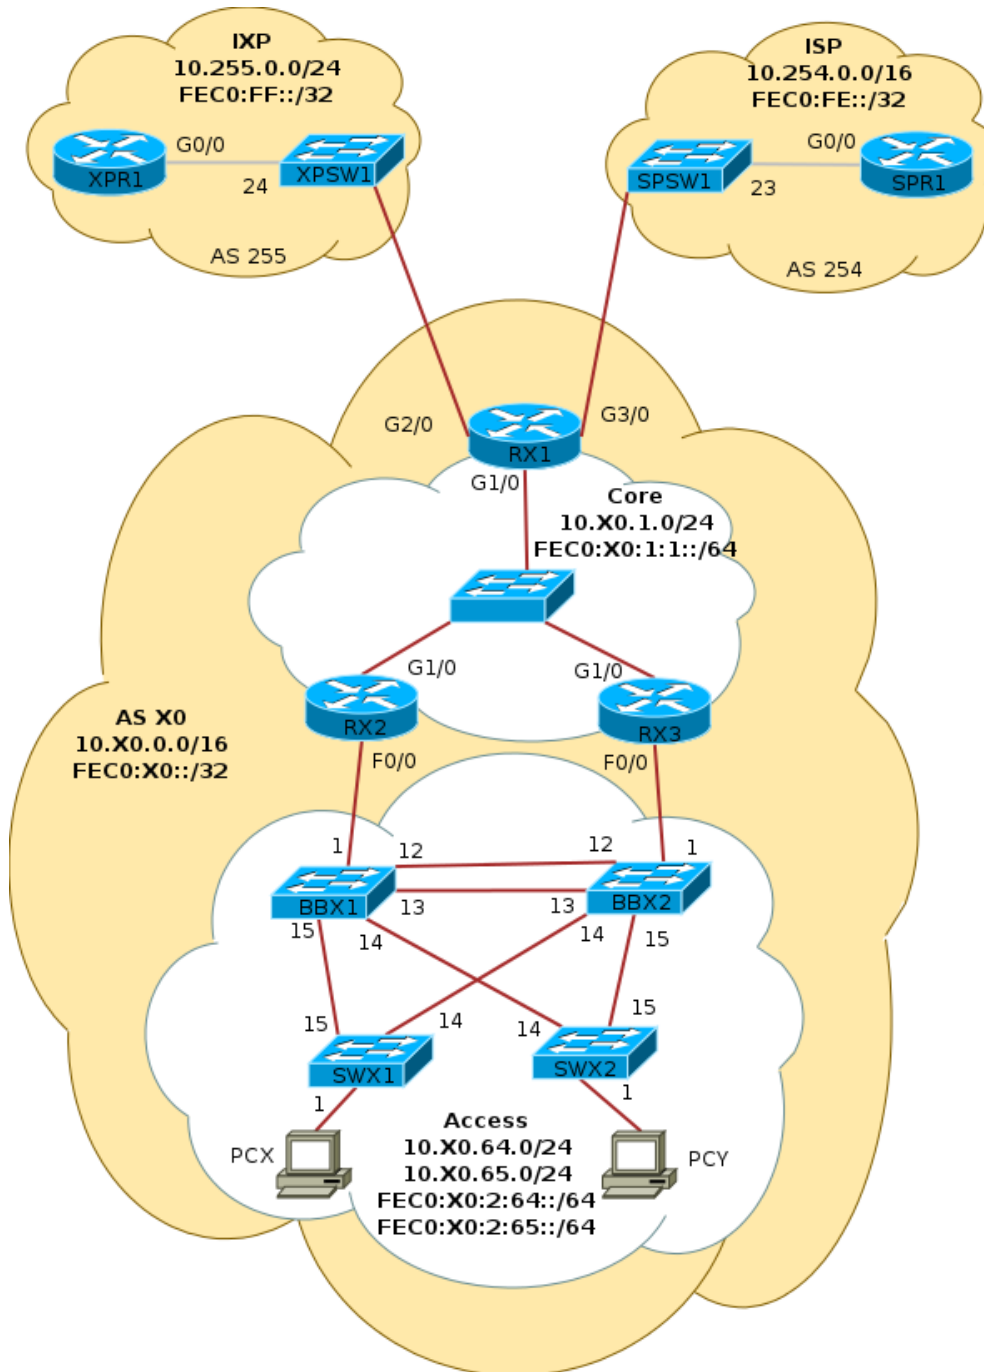 IXP
10.255.0.0/24
FEC0:FF::/32
ISP
10.254.0.0/16
FEC0:FE::/32
G0/0
XPR1
24
XPSW1
AS 255
G0/0
SPSW1
23
SPR1
AS 254
G2/0
G3/0
RX1
G1/0
Core
10.X0.1.0/24
FEC0:X0:1:1::/64
G1/0
G1/0
RX2
RX3
AS X0
10.X0.0.0/16
FEC0:X0::/32
F0/0
F0/0
1
12
12
1
BBX1
13
13
BBX2
15
14
14
15
15
14
14
15
SWX1
SWX2
1
1
Access
10.X0.64.0/24
10.X0.65.0/24
FEC0:X0:2:64::/64
FEC0:X0:2:65::/64
PCX
PCY